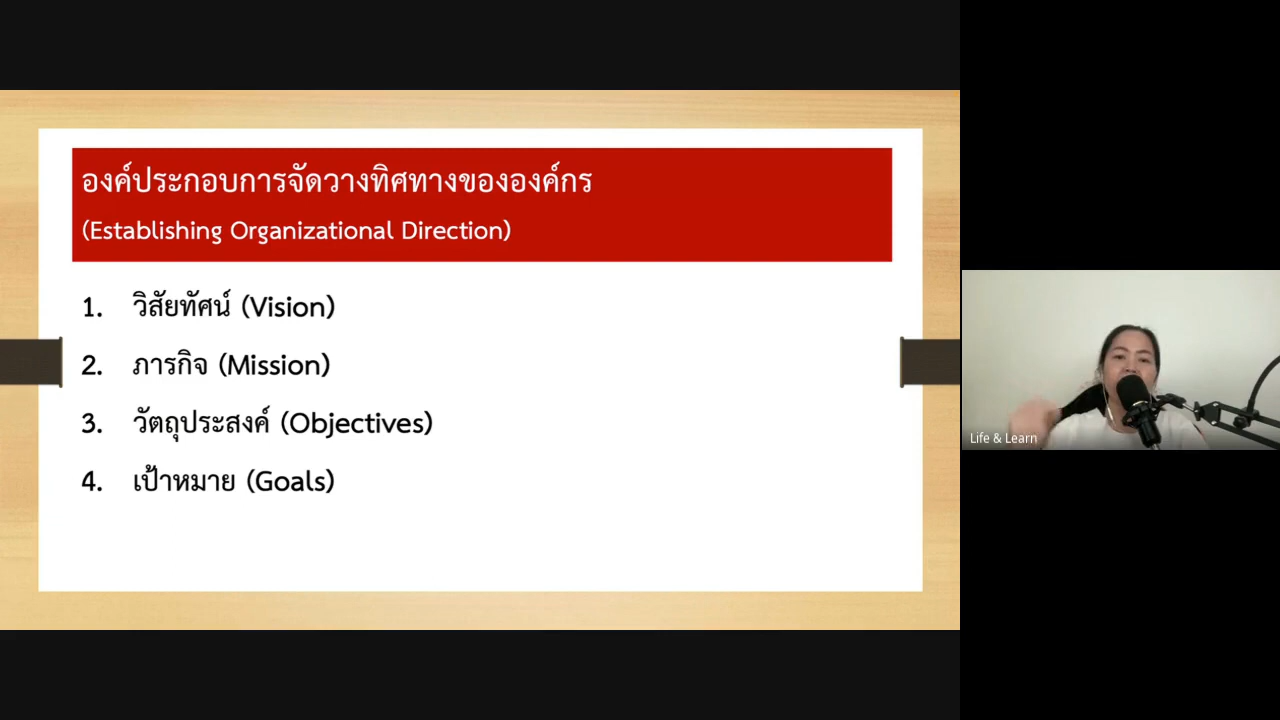 องค์ประกอบการจัดวางทิศทางขององค์กร
(Establishing Organizational Direction)
1. วิสัยทัศน์ (Vision)
2. ภารกิจ (Mission)
3. วัตถุประสงค์ (Objectives)
4. เป้าหมาย (Goals)
Life & Learn